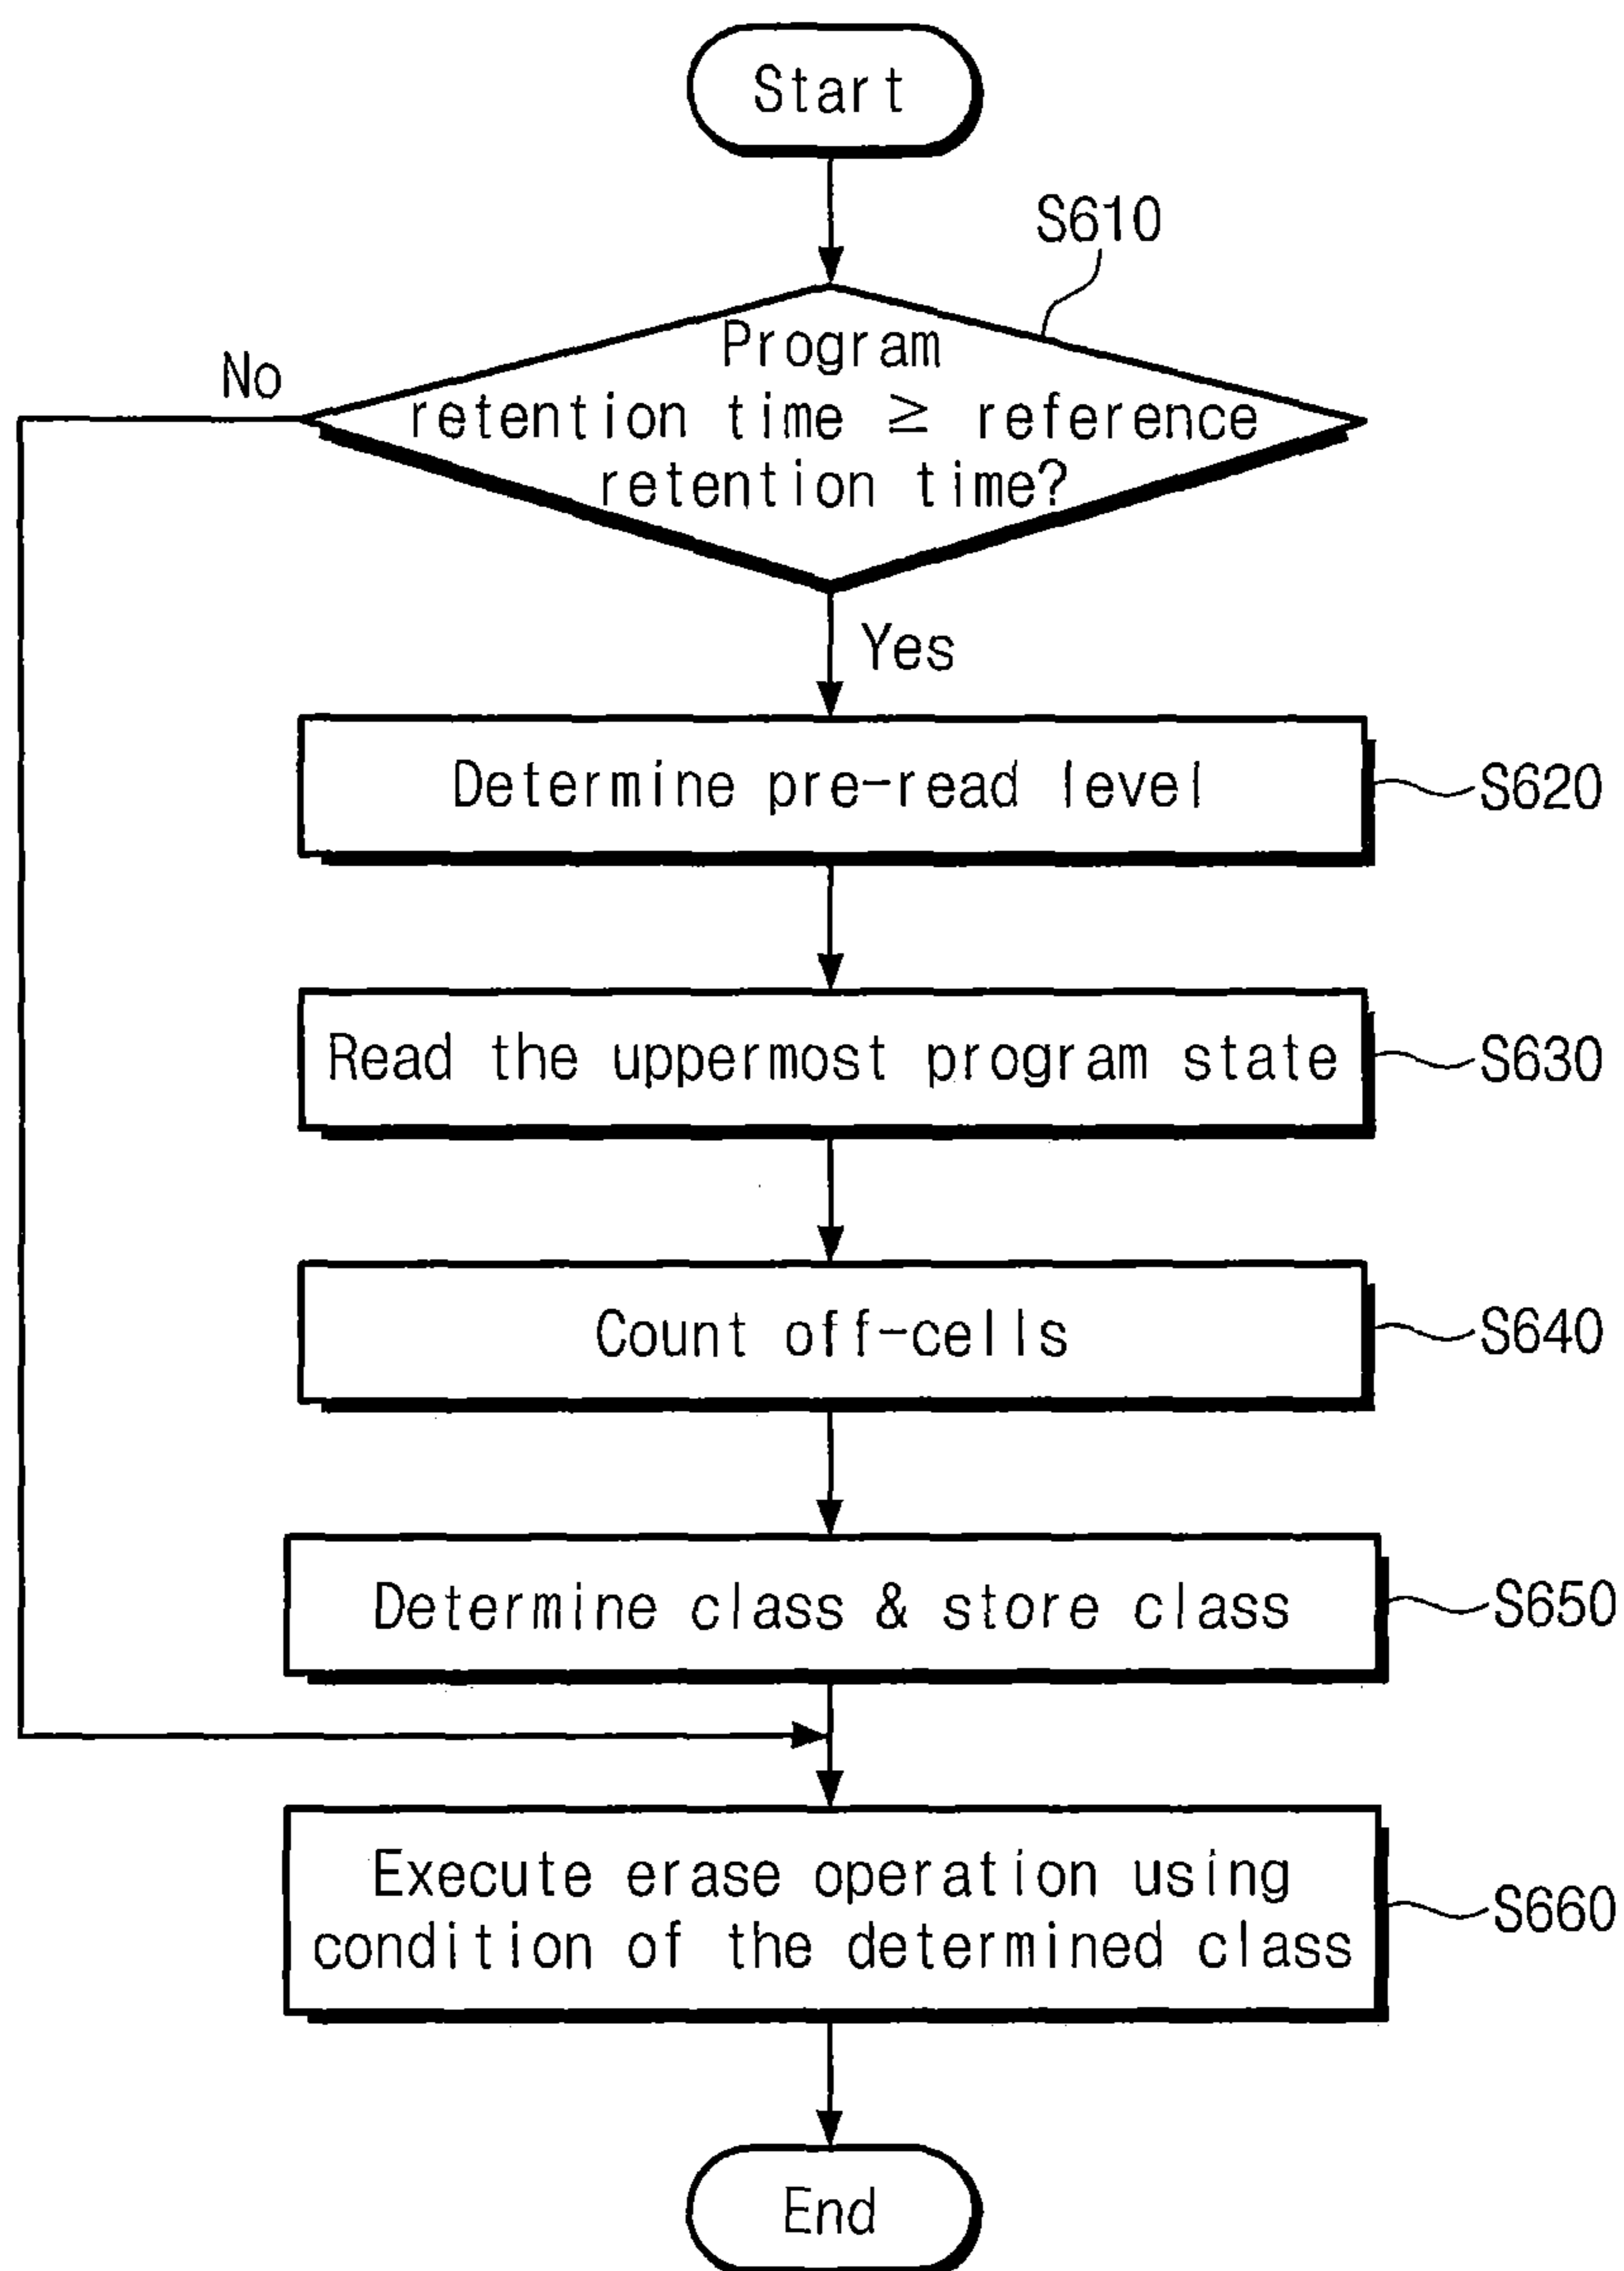 Start
S610
Program
retention time ≥ reference
retention time?
No
Yes
Determine pre-read level
S620
Read the uppermost program state
S630
Count off-cells
S640
Determine class & store class
S650
Execute erase operation using
condition of the determined class
S660
End